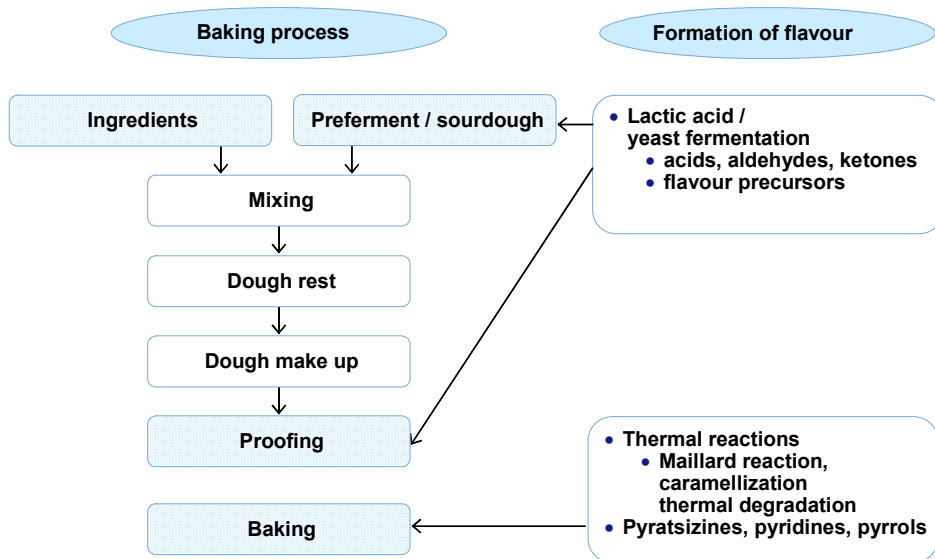 Baking process
Formation of flavour
Ingredients
Preferment / sourdough
• Lactic acid /
yeast fermentation
• acids, aldehydes, ketones
• flavour precursors
Mixing
Dough rest
Dough make up
Proofing
• Thermal reactions
• Maillard reaction,
caramellization
thermal degradation
• Pyratsizines, pyridines, pyrrols
Baking